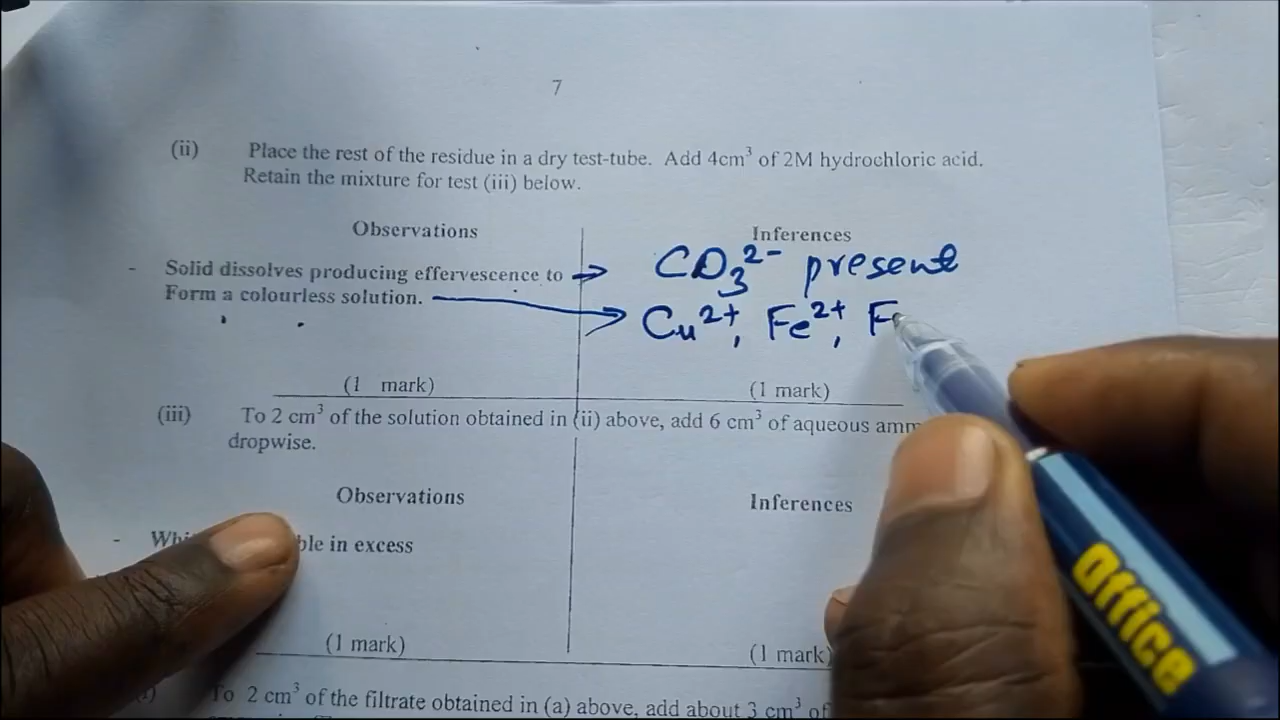 7
(ii) Place the rest of the residue in a dry test-tube. Add 4cm³ of 2M hydrochloric acid.
Retain the mixture for test (iii) below.
Observations Inferences
- Solid dissolves producing effervescence to → CO₃²⁻ present
Form a colourless solution. → Cu²⁺, Fe²⁺, F
(1 mark) (1 mark)
(iii) To 2 cm³ of the solution obtained in (ii) above, add 6 cm³ of aqueous amm
dropwise.
Observations Inferences
- Whi ble in excess
(1 mark) (1 mark)
To 2 cm³ of the filtrate obtained in (a) above, add about 3 cm³ of
Office